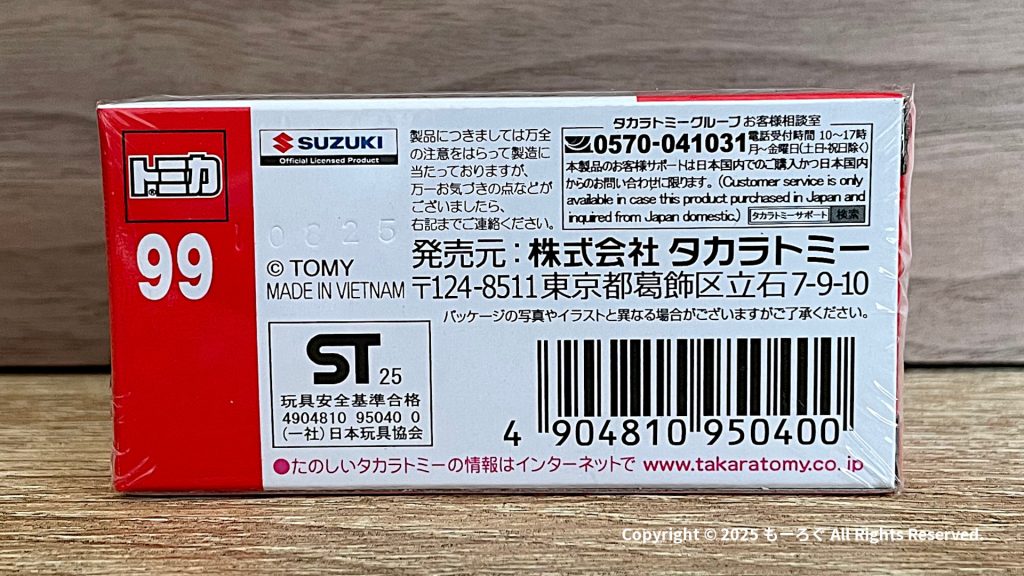 トミカ
99
SUZUKI
Official Licensed Product
製品につきましては万全
の注意をはらって製造に
当たっておりますが、
万一お気づきの点などが
ございましたら、
右記までご連絡ください。
タカラトミーグループ お客様相談室
0570-041031 電話受付時間 10〜17時
月〜金曜日(土・日・祝日除く)
本製品のお客様サポートは日本国内でのご購入かつ日本国内
からのお問い合わせに限ります。(Customer service is only
available in case this product purchased in Japan and
inquired from Japan domestic.) タカラトミーサポート 検索
© TOMY
MADE IN VIETNAM
発売元：株式会社 タカラトミー
〒124-8511 東京都葛飾区立石 7-9-10
パッケージの写真やイラストと異なる場合がございますがご了承ください。
ST 25
玩具安全基準合格
4904810 95040 0
(一社)日本玩具協会
4 904810 950400
●たのしいタカラトミーの情報はインターネットで www.takaratomy.co.jp
Copyright © 2025 もーろぐ All Rights Reserved.